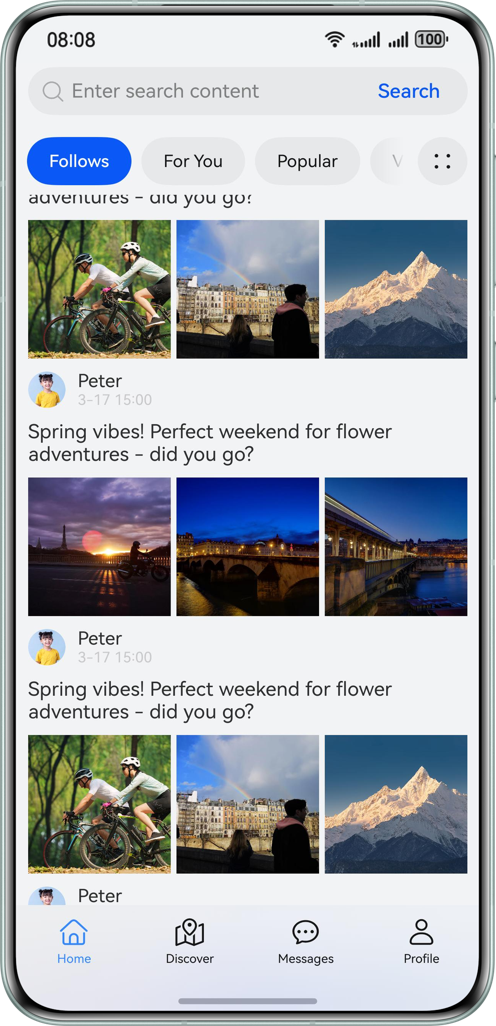 08:08
100
Enter search content
Search
Follows
For You
Popular
V
adventures - did you go?
Peter
3-17 15:00
Spring vibes! Perfect weekend for flower
adventures - did you go?
Peter
3-17 15:00
Spring vibes! Perfect weekend for flower
adventures - did you go?
Peter
Home
Discover
Messages
Profile